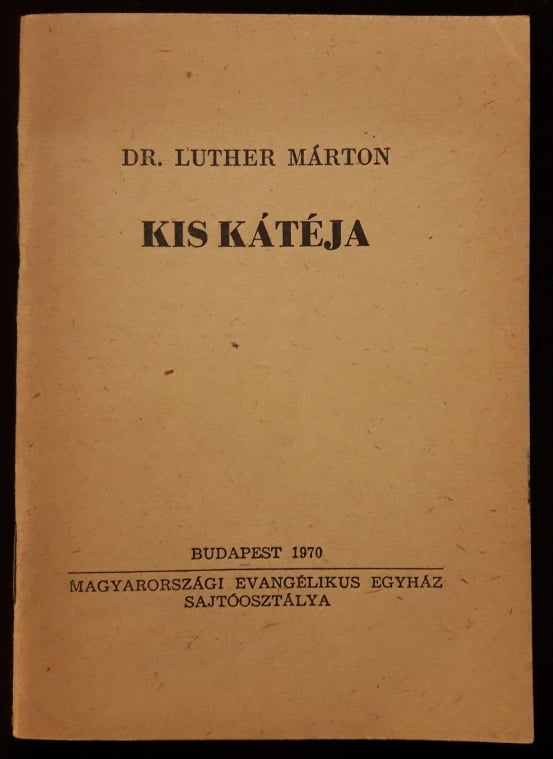 DR. LUTHER MÁRTON
KIS KÁTÉJA
BUDAPEST 1970
MAGYARORSZÁGI EVANGÉLIKUS EGYHÁZ
SAJTÓOSZTÁLYA